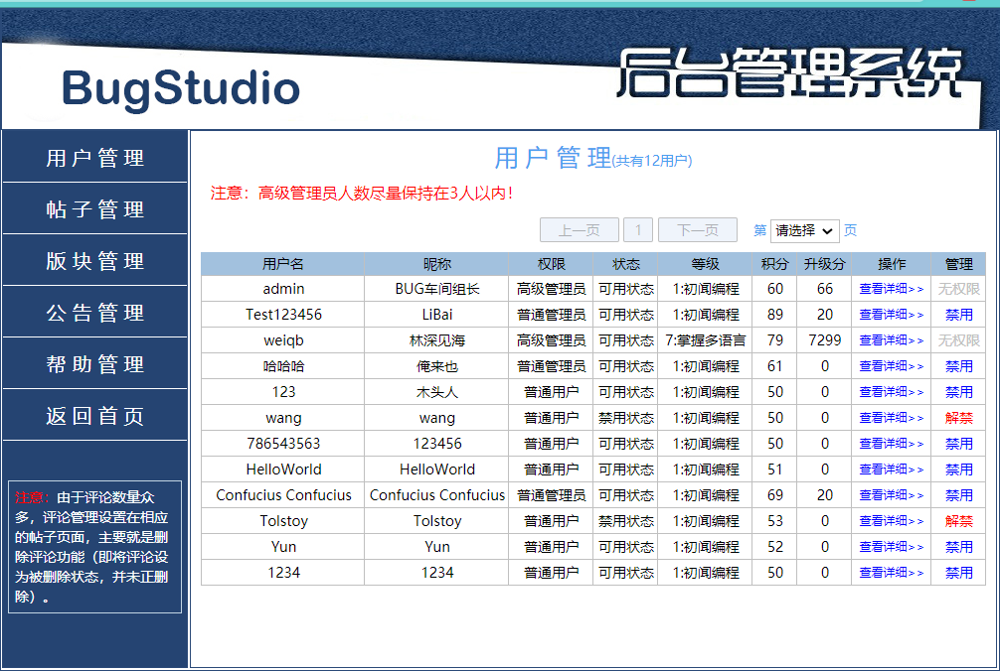 BugStudio
后台管理系统
用户管理
帖子管理
版块管理
公告管理
帮助管理
返回首页
注意：由于评论数量众
多，评论管理设置在相应
的帖子页面，主要就是删
除评论功能（即将评论设
为被删除状态，并未正删
除）。
用户管理(共有12用户)
注意：高级管理员人数尽量保持在3人以内！
上一页 1 下一页 第 请选择 页
用户名 昵称 权限 状态 等级 积分 升级分 操作 管理
admin BUG车间组长 高级管理员 可用状态 1:初闻编程 60 66 查看详细>> 无权限
Test123456 LiBai 普通管理员 可用状态 1:初闻编程 89 20 查看详细>> 禁用
weiqb 林深见海 高级管理员 可用状态 7:掌握多语言 79 7299 查看详细>> 无权限
哈哈哈 俺来也 普通管理员 可用状态 1:初闻编程 61 0 查看详细>> 禁用
123 木头人 普通用户 可用状态 1:初闻编程 50 0 查看详细>> 禁用
wang wang 普通用户 禁用状态 1:初闻编程 50 0 查看详细>> 解禁
786543563 123456 普通用户 可用状态 1:初闻编程 50 0 查看详细>> 禁用
HelloWorld HelloWorld 普通用户 可用状态 1:初闻编程 51 0 查看详细>> 禁用
Confucius Confucius Confucius Confucius 普通管理员 可用状态 1:初闻编程 69 20 查看详细>> 禁用
Tolstoy Tolstoy 普通用户 禁用状态 1:初闻编程 53 0 查看详细>> 解禁
Yun Yun 普通用户 可用状态 1:初闻编程 52 0 查看详细>> 禁用
1234 1234 普通用户 可用状态 1:初闻编程 50 0 查看详细>> 禁用